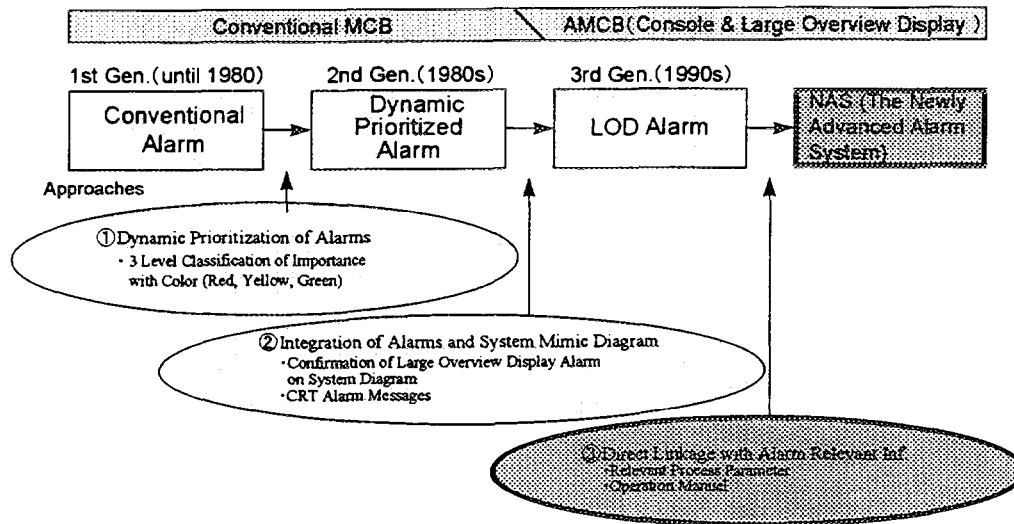 Conventional MCB
AMCB(Console & Large Overview Display )
1st Gen.(until 1980)
2nd Gen.(1980s)
3rd Gen.(1990s)
Conventional
Alarm
Dynamic
Prioritized
Alarm
LOD Alarm
NAS (The Newly
Advanced Alarm
System)
Approaches
①Dynamic Prioritization of Alarms
・3 Level Classification of Importance
with Color (Red, Yellow, Green)
②Integration of Alarms and System Mimic Diagram
・Confirmation of Large Overview Display Alarm
on System Diagram
・CRT Alarm Messages
③Direct Linkage with Alarm Relevant Inf.
・Relevant Process Parameter
・Operation Manuel